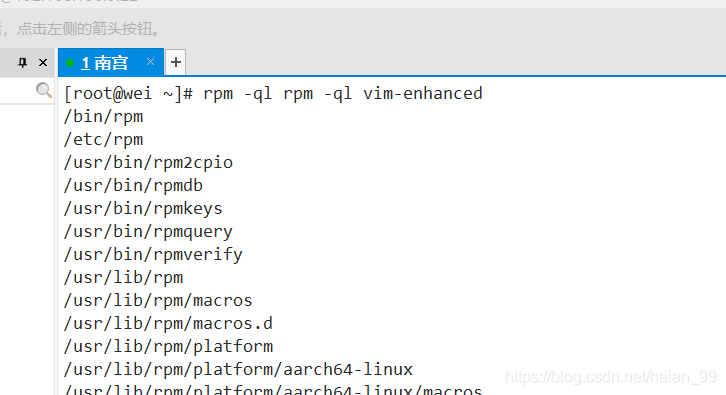 点击左侧的箭头按钮。
1 南宫
[root@wei ~]# rpm -ql rpm -ql vim-enhanced
/bin/rpm
/etc/rpm
/usr/bin/rpm2cpio
/usr/bin/rpmdb
/usr/bin/rpmkeys
/usr/bin/rpmquery
/usr/bin/rpmverify
/usr/lib/rpm
/usr/lib/rpm/macros
/usr/lib/rpm/macros.d
/usr/lib/rpm/platform
/usr/lib/rpm/platform/aarch64-linux
/usr/lib/rpm/platform/aarch64-linux/macros
https://blog.csdn.net/heian_99